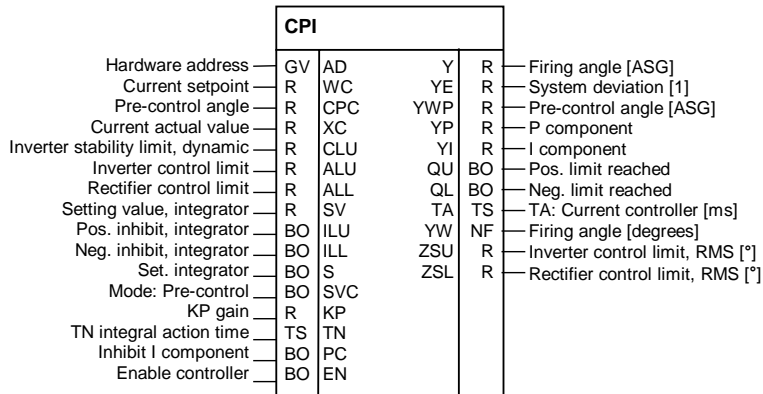 CPI
Hardware address GV AD Y R Firing angle [ASG]
Current setpoint R WC YE R System deviation [1]
Pre-control angle R CPC YWP R Pre-control angle [ASG]
Current actual value R XC YP R P component
Inverter stability limit, dynamic R CLU YI R I component
Inverter control limit R ALU QU BO Pos. limit reached
Rectifier control limit R ALL QL BO Neg. limit reached
Setting value, integrator R SV TA TS TA: Current controller [ms]
Pos. inhibit, integrator BO ILU YW NF Firing angle [degrees]
Neg. inhibit, integrator BO ILL ZSU R Inverter control limit, RMS [°]
Set. integrator BO S ZSL R Rectifier control limit, RMS [°]
Mode: Pre-control BO SVC
KP gain R KP
TN integral action time TS TN
Inhibit I component BO PC
Enable controller BO EN